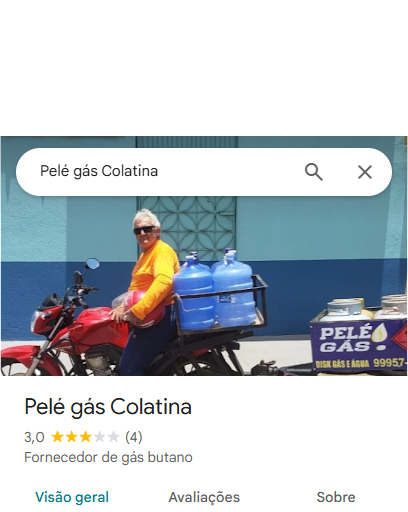 Pelé gás Colatina
PELÉ
GÁS
DISK GÁS E ÁGUA 99957-
Pelé gás Colatina
3,0 (4)
Fornecedor de gás butano
Visão geral Avaliações Sobre